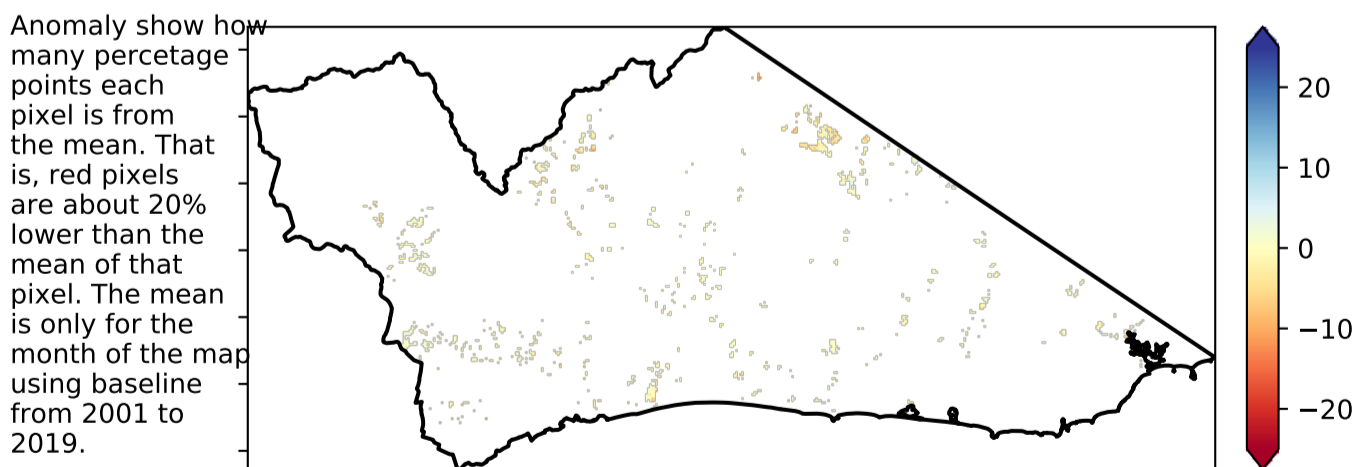 Anomaly show how
many percetage
points each
pixel is from
the mean. That
is, red pixels
are about 20%
lower than the
mean of that
pixel. The mean
is only for the
month of the map
using baseline
from 2001 to
2019.
20
10
0
−10
−20